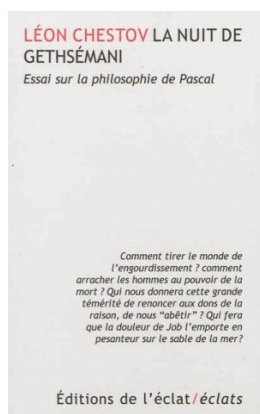 LÉON CHESTOV LA NUIT DE
GETHSÉMANI
Essai sur la philosophie de Pascal
Comment tirer le monde de
l’engourdissement ? comment
arracher les hommes au pouvoir de la
mort ? Qui nous donnera cette grande
témérité de renoncer aux dons de la
raison, de nous “abêtir” ? Qui fera
que la douleur de Job l’emporte en
pesanteur sur le sable de la mer?
Éditions de l’éclat/éclats